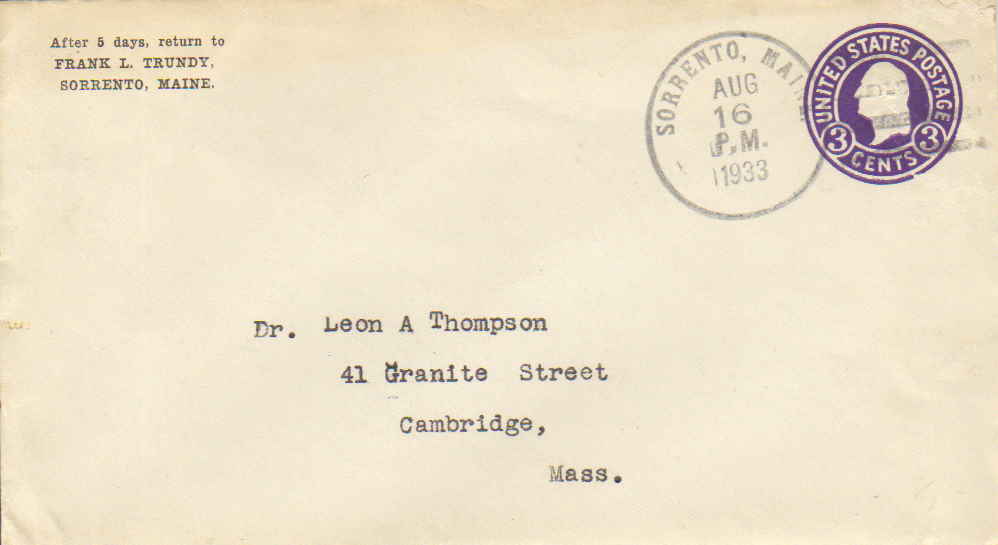 After 5 days, return to
FRANK L. TRUNDY,
SORRENTO, MAINE.
SORRENTO, MAINE
AUG
16
P.M.
1933
UNITED STATES POSTAGE
3 CENTS 3
Dr. Leon A Thompson
41 Granite Street
Cambridge,
Mass.